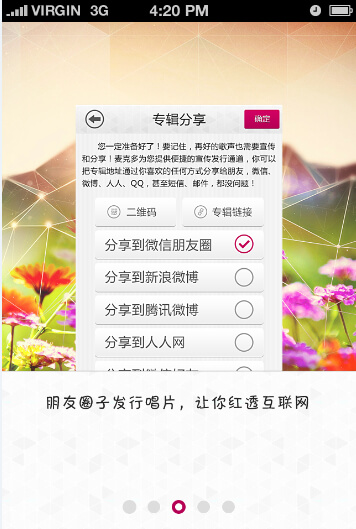 VIRGIN 3G 4:20 PM
专辑分享
确定
您一定准备好了！要记住，再好的歌声也需要宣传
和分享！麦克多为您提供便捷的宣传发行通道，你可以
把专辑地址通过你喜欢的任何方式分享给朋友，微信、
微博、人人、QQ，甚至短信、邮件，都没问题！
二维码
专辑链接
分享到微信朋友圈
分享到新浪微博
分享到腾讯微博
分享到人人网
分享到微信好友
朋友圈子发行唱片，让你红透互联网